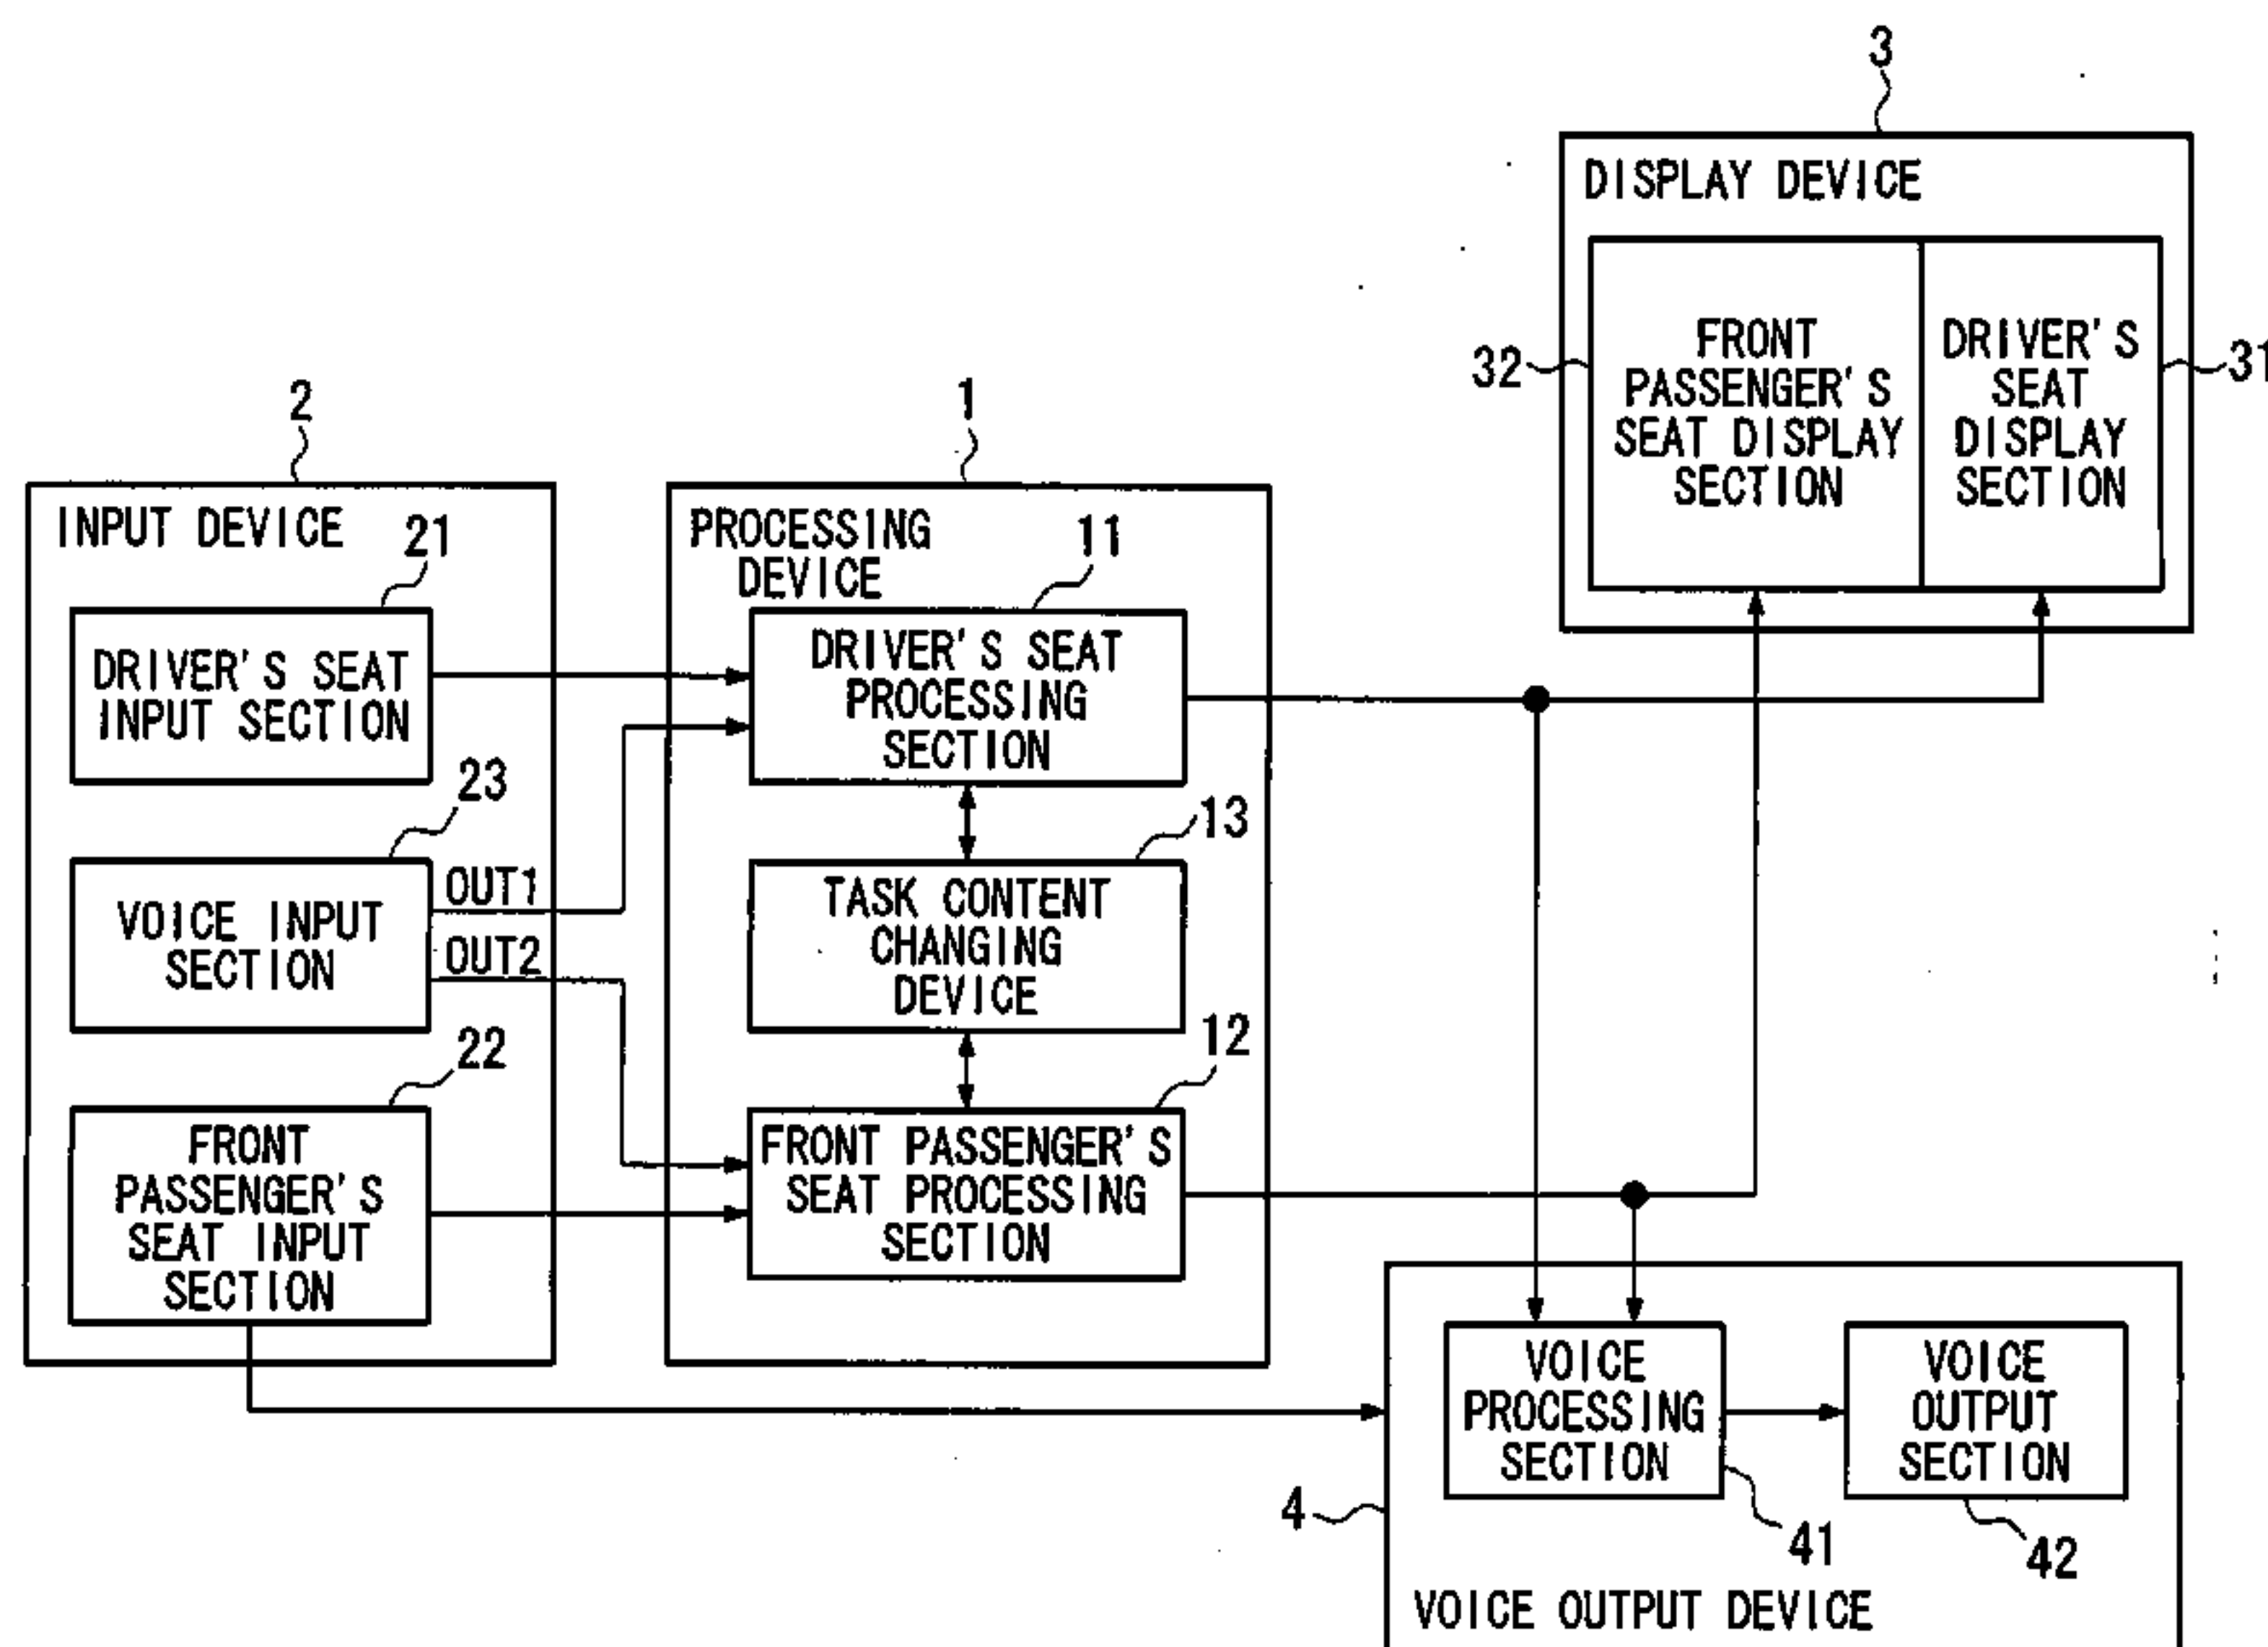 3
DISPLAY DEVICE
32
FRONT
PASSENGER'S
SEAT DISPLAY
SECTION
DRIVER'S
SEAT
DISPLAY
SECTION
31
2
INPUT DEVICE
21
DRIVER'S SEAT
INPUT SECTION
23
VOICE INPUT
SECTION
OUT1
OUT2
22
FRONT
PASSENGER'S
SEAT INPUT
SECTION
1
PROCESSING
DEVICE
11
DRIVER'S SEAT
PROCESSING
SECTION
13
TASK CONTENT
CHANGING
DEVICE
12
FRONT PASSENGER'S
SEAT PROCESSING
SECTION
4
VOICE
PROCESSING
SECTION
41
VOICE
OUTPUT
SECTION
42
VOICE OUTPUT DEVICE